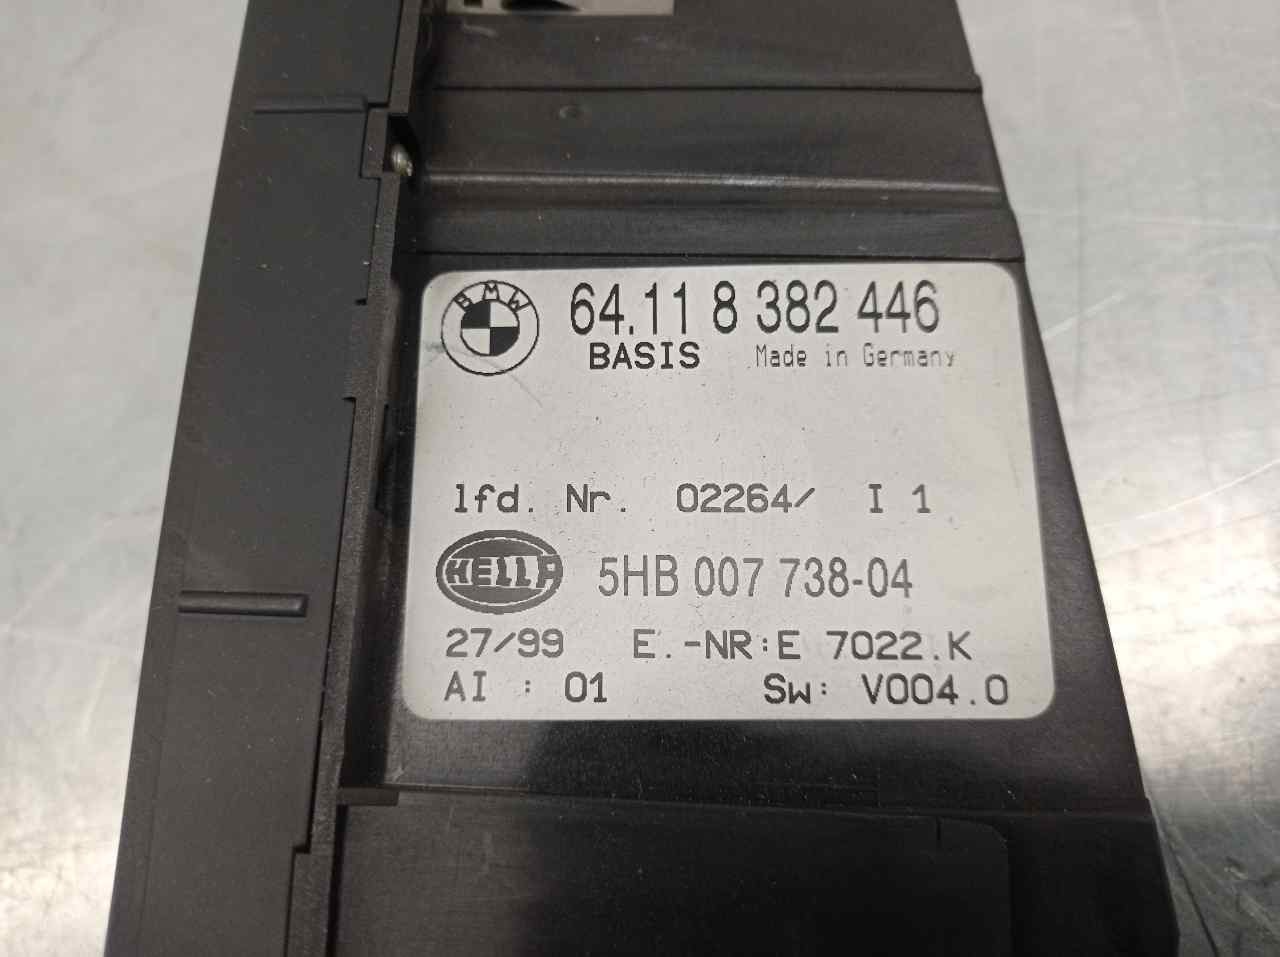 BMW 64.11 8 382 446
BASIS Made in Germany
lfd. Nr. 02264/ I 1
HELLA 5HB 007 738-04
27/99 E.-NR:E 7022.K
AI : 01 Sw: V004.0